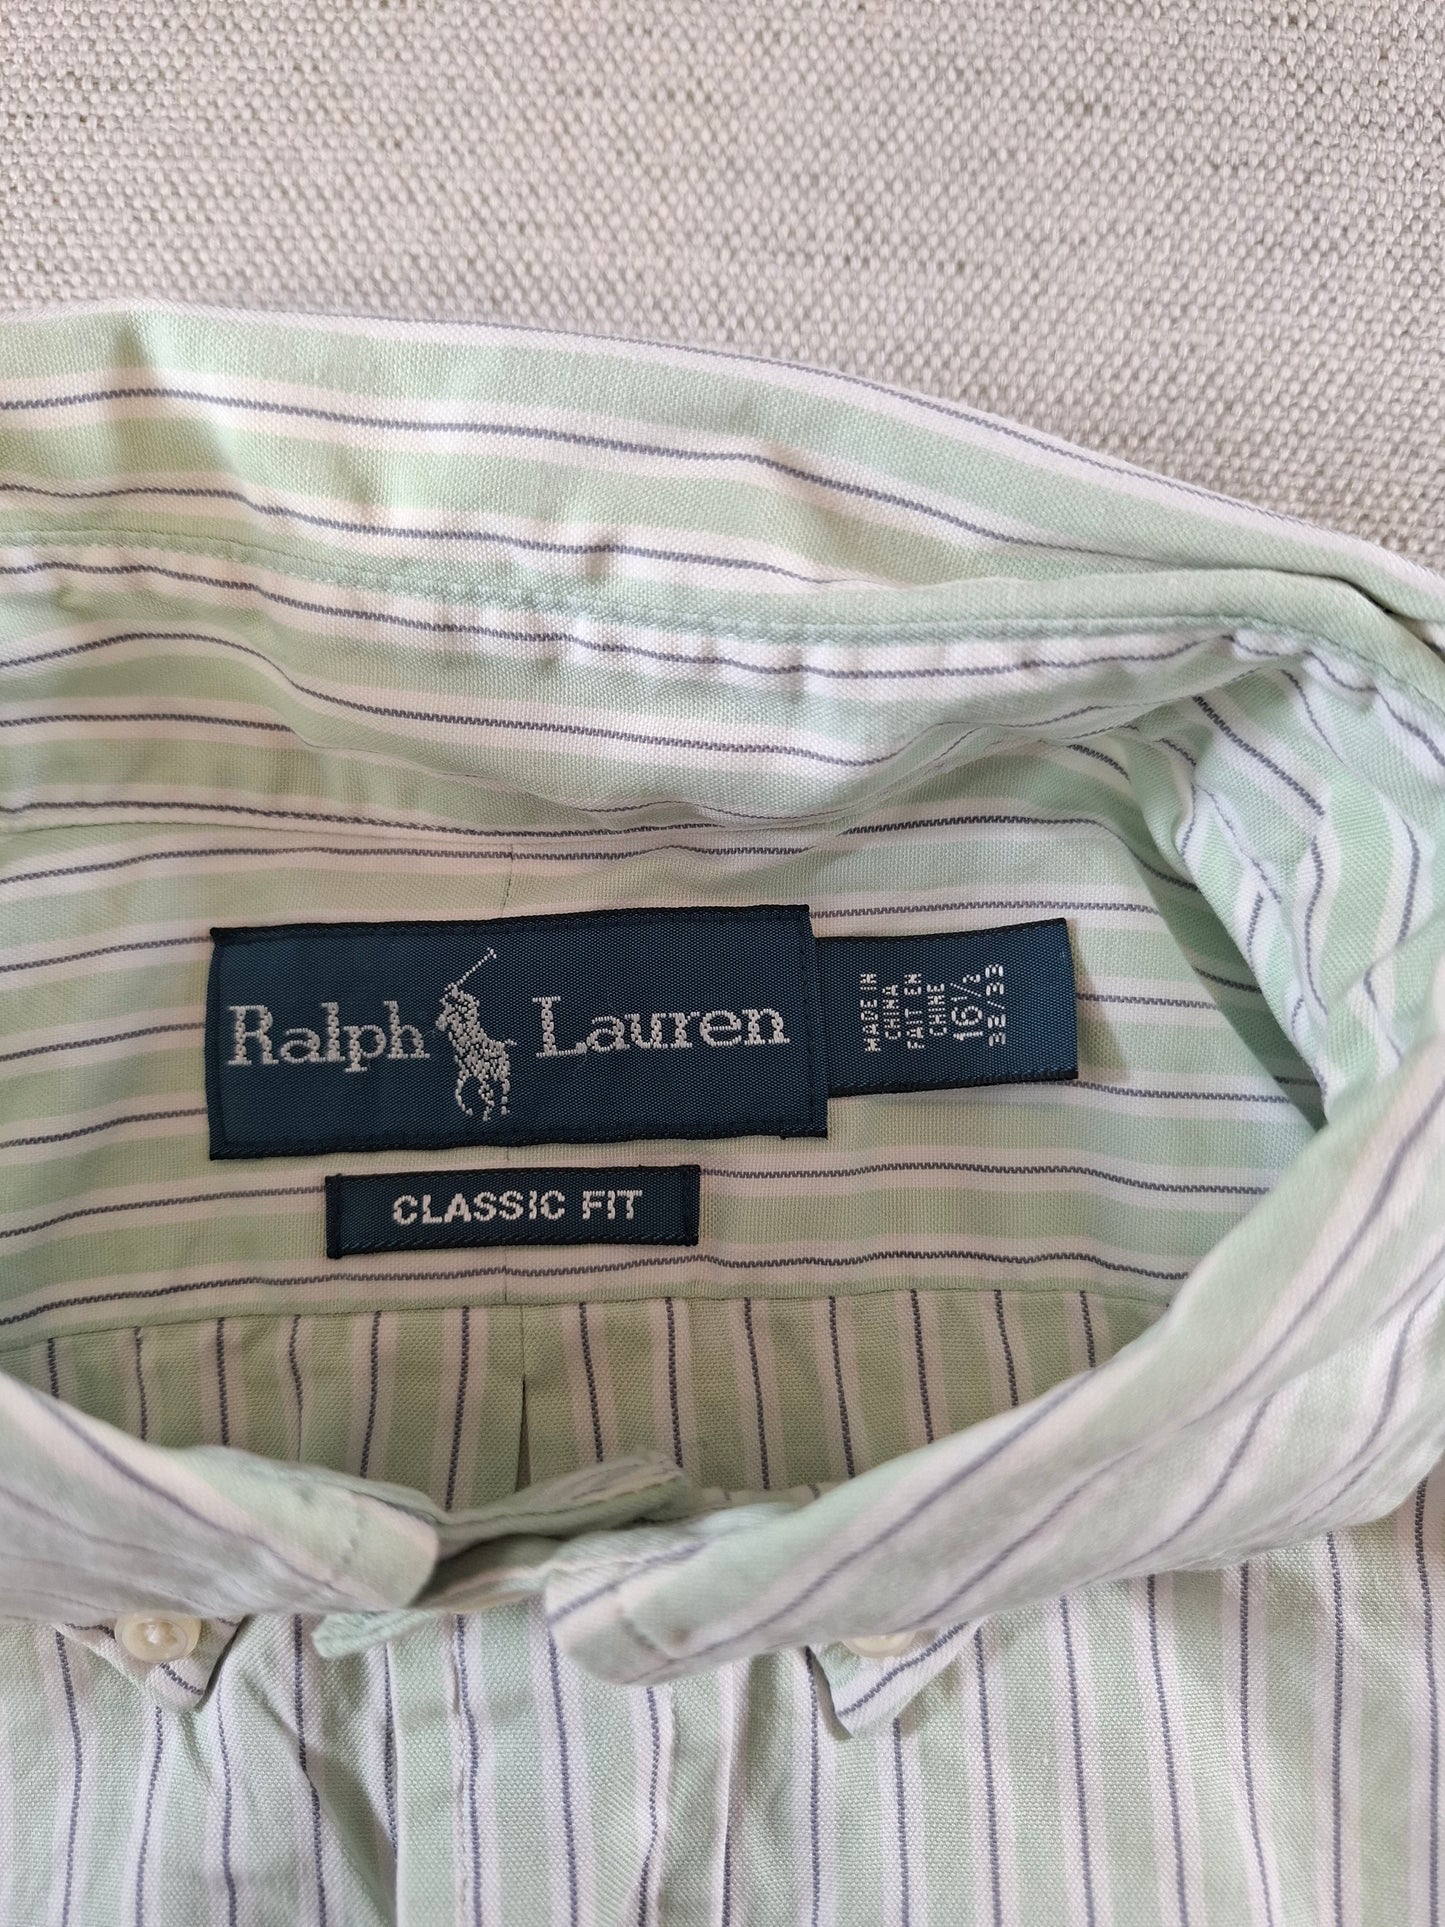 Ralph Lauren
MADE IN
CHINA
FAIT EN
CHINE
16½
32/33
CLASSIC FIT